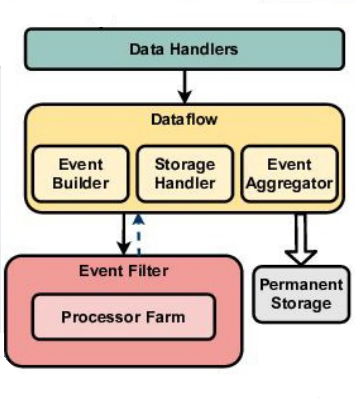 Data Handlers
Dataflow
Event
Builder
Storage
Handler
Event
Aggregator
Event Filter
Processor Farm
Permanent
Storage